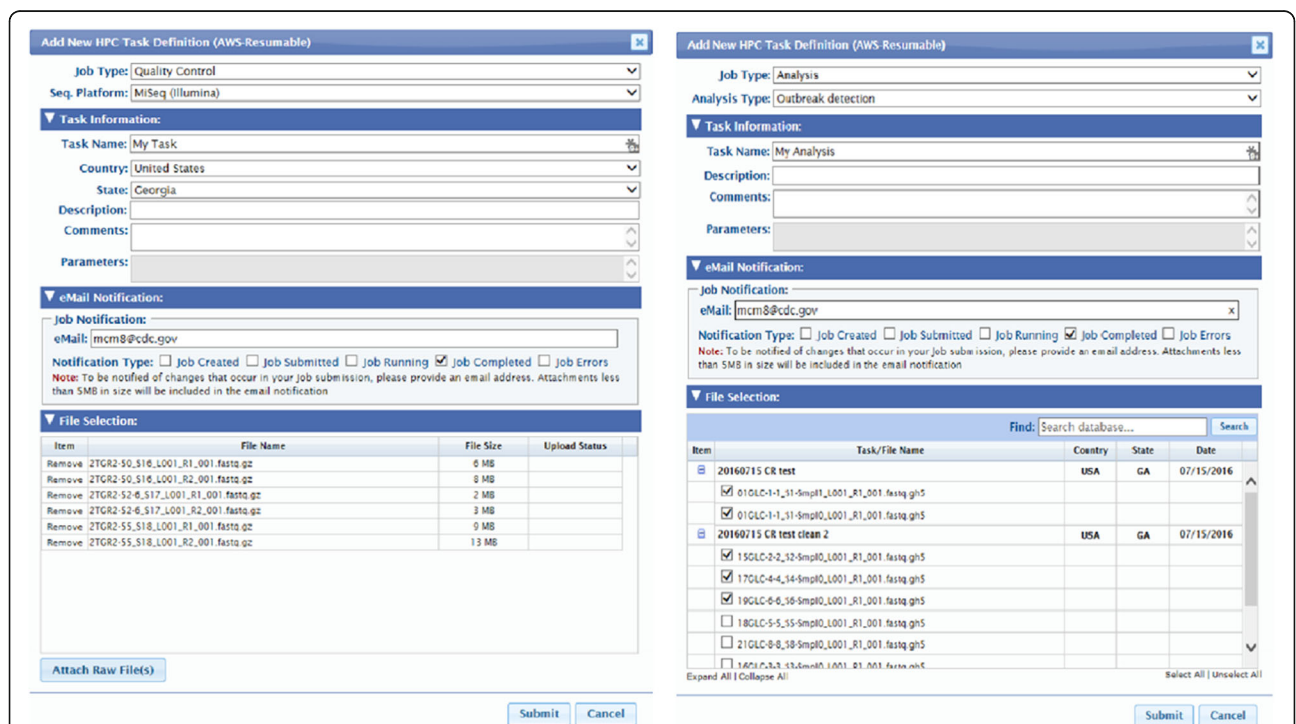 Add New HPC Task Definition (AWS-Resumable)
Job Type: Quality Control
Seq. Platform: MiSeq (Illumina)
Task Information:
Task Name: My Task
Country: United States
State: Georgia
Description:
Comments:
Parameters:
eMail Notification:
Job Notification:
eMail: mcm8@cdc.gov
Notification Type: Job Created Job Submitted Job Running Job Completed Job Errors
Note: To be notified of changes that occur in your job submission, please provide an email address. Attachments less
than 5MB in size will be included in the email notification
File Selection:
Item File Name File Size Upload Status
Remove 2TGR2-50_S16_L001_R1_001.fastq.gz 6 MB
Remove 2TGR2-50_S16_L001_R2_001.fastq.gz 8 MB
Remove 2TGR2-52-6_S17_L001_R1_001.fastq.gz 2 MB
Remove 2TGR2-52-6_S17_L001_R2_001.fastq.gz 3 MB
Remove 2TGR2-55_S18_L001_R1_001.fastq.gz 9 MB
Remove 2TGR2-55_S18_L001_R2_001.fastq.gz 13 MB
Attach Raw File(s)
Submit Cancel
Add New HPC Task Definition (AWS-Resumable)
Job Type: Analysis
Analysis Type: Outbreak detection
Task Information:
Task Name: My Analysis
Description:
Comments:
Parameters:
eMail Notification:
Job Notification:
eMail: mcm8@cdc.gov x
Notification Type: Job Created Job Submitted Job Running Job Completed Job Errors
Note: To be notified of changes that occur in your job submission, please provide an email address. Attachments less
than 5MB in size will be included in the email notification
File Selection:
Find: Search database... Search
Item Task/File Name Country State Date
20160715 CR test USA GA 07/15/2016
01GLC-1-1_S1-Smpl1_L001_R1_001.fastq.gh5
01GLC-1-1_S1-Smpl0_L001_R1_001.fastq.gh5
20160715 CR test clean 2 USA GA 07/15/2016
15GLC-2-2_S2-Smpl0_L001_R1_001.fastq.gh5
17GLC-4-4_S4-Smpl0_L001_R1_001.fastq.gh5
19GLC-6-6_S6-Smpl0_L001_R1_001.fastq.gh5
18GLC-5-5_S5-Smpl0_L001_R1_001.fastq.gh5
21GLC-8-8_S8-Smpl0_L001_R1_001.fastq.gh5
16GLC-3-3_S3-Smpl0_L001_R1_001.fastq.gh5
Expand All | Collapse All Select All | Unselect All
Submit Cancel